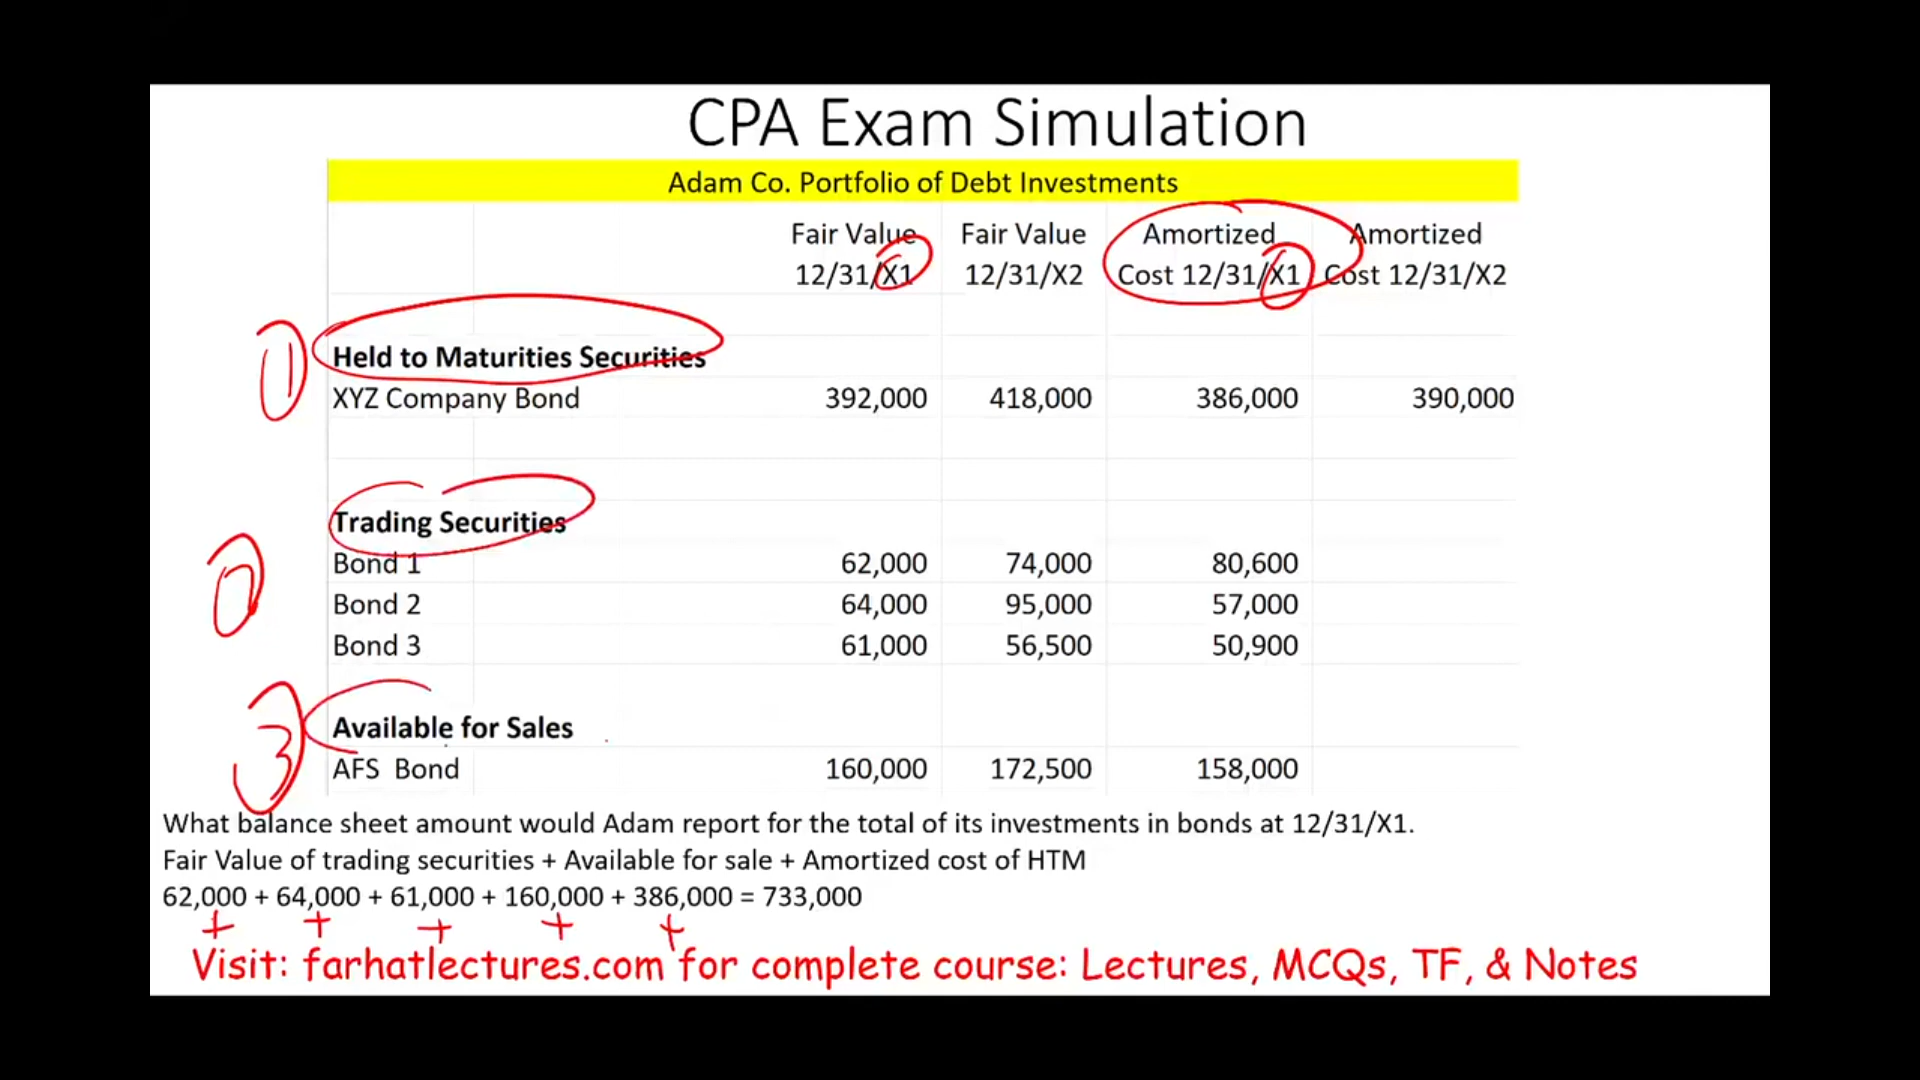 CPA Exam Simulation
Adam Co. Portfolio of Debt Investments
Fair Value Fair Value Amortized Amortized
12/31/X1 12/31/X2 Cost 12/31/X1 Cost 12/31/X2
1
Held to Maturities Securities
XYZ Company Bond 392,000 418,000 386,000 390,000
Trading Securities
Bond 1 62,000 74,000 80,600
Bond 2 64,000 95,000 57,000
Bond 3 61,000 56,500 50,900
3
Available for Sales
AFS Bond 160,000 172,500 158,000
What balance sheet amount would Adam report for the total of its investments in bonds at 12/31/X1.
Fair Value of trading securities + Available for sale + Amortized cost of HTM
62,000 + 64,000 + 61,000 + 160,000 + 386,000 = 733,000
+ + + + +
Visit: farhatlectures.com for complete course: Lectures, MCQs, TF, & Notes